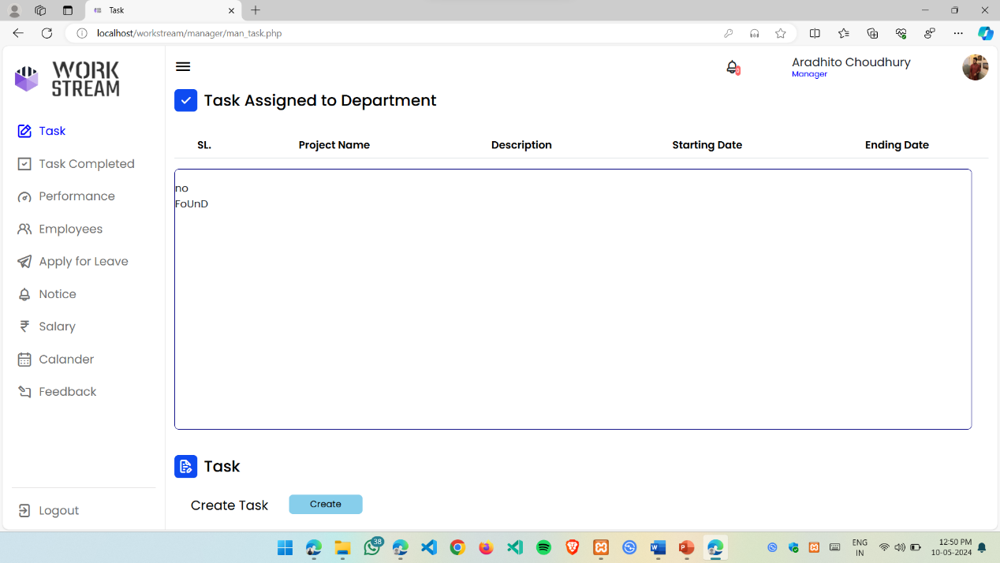 Task
localhost/workstream/manager/man_task.php
WORK
STREAM
0
Aradhito Choudhury
Manager
Task
Task Completed
Performance
Employees
Apply for Leave
Notice
Salary
Calander
Feedback
Logout
Task Assigned to Department
SL. Project Name Description Starting Date Ending Date
no
FoUnD
Task
Create Task Create
38
ENG
IN
12:50 PM
10-05-2024